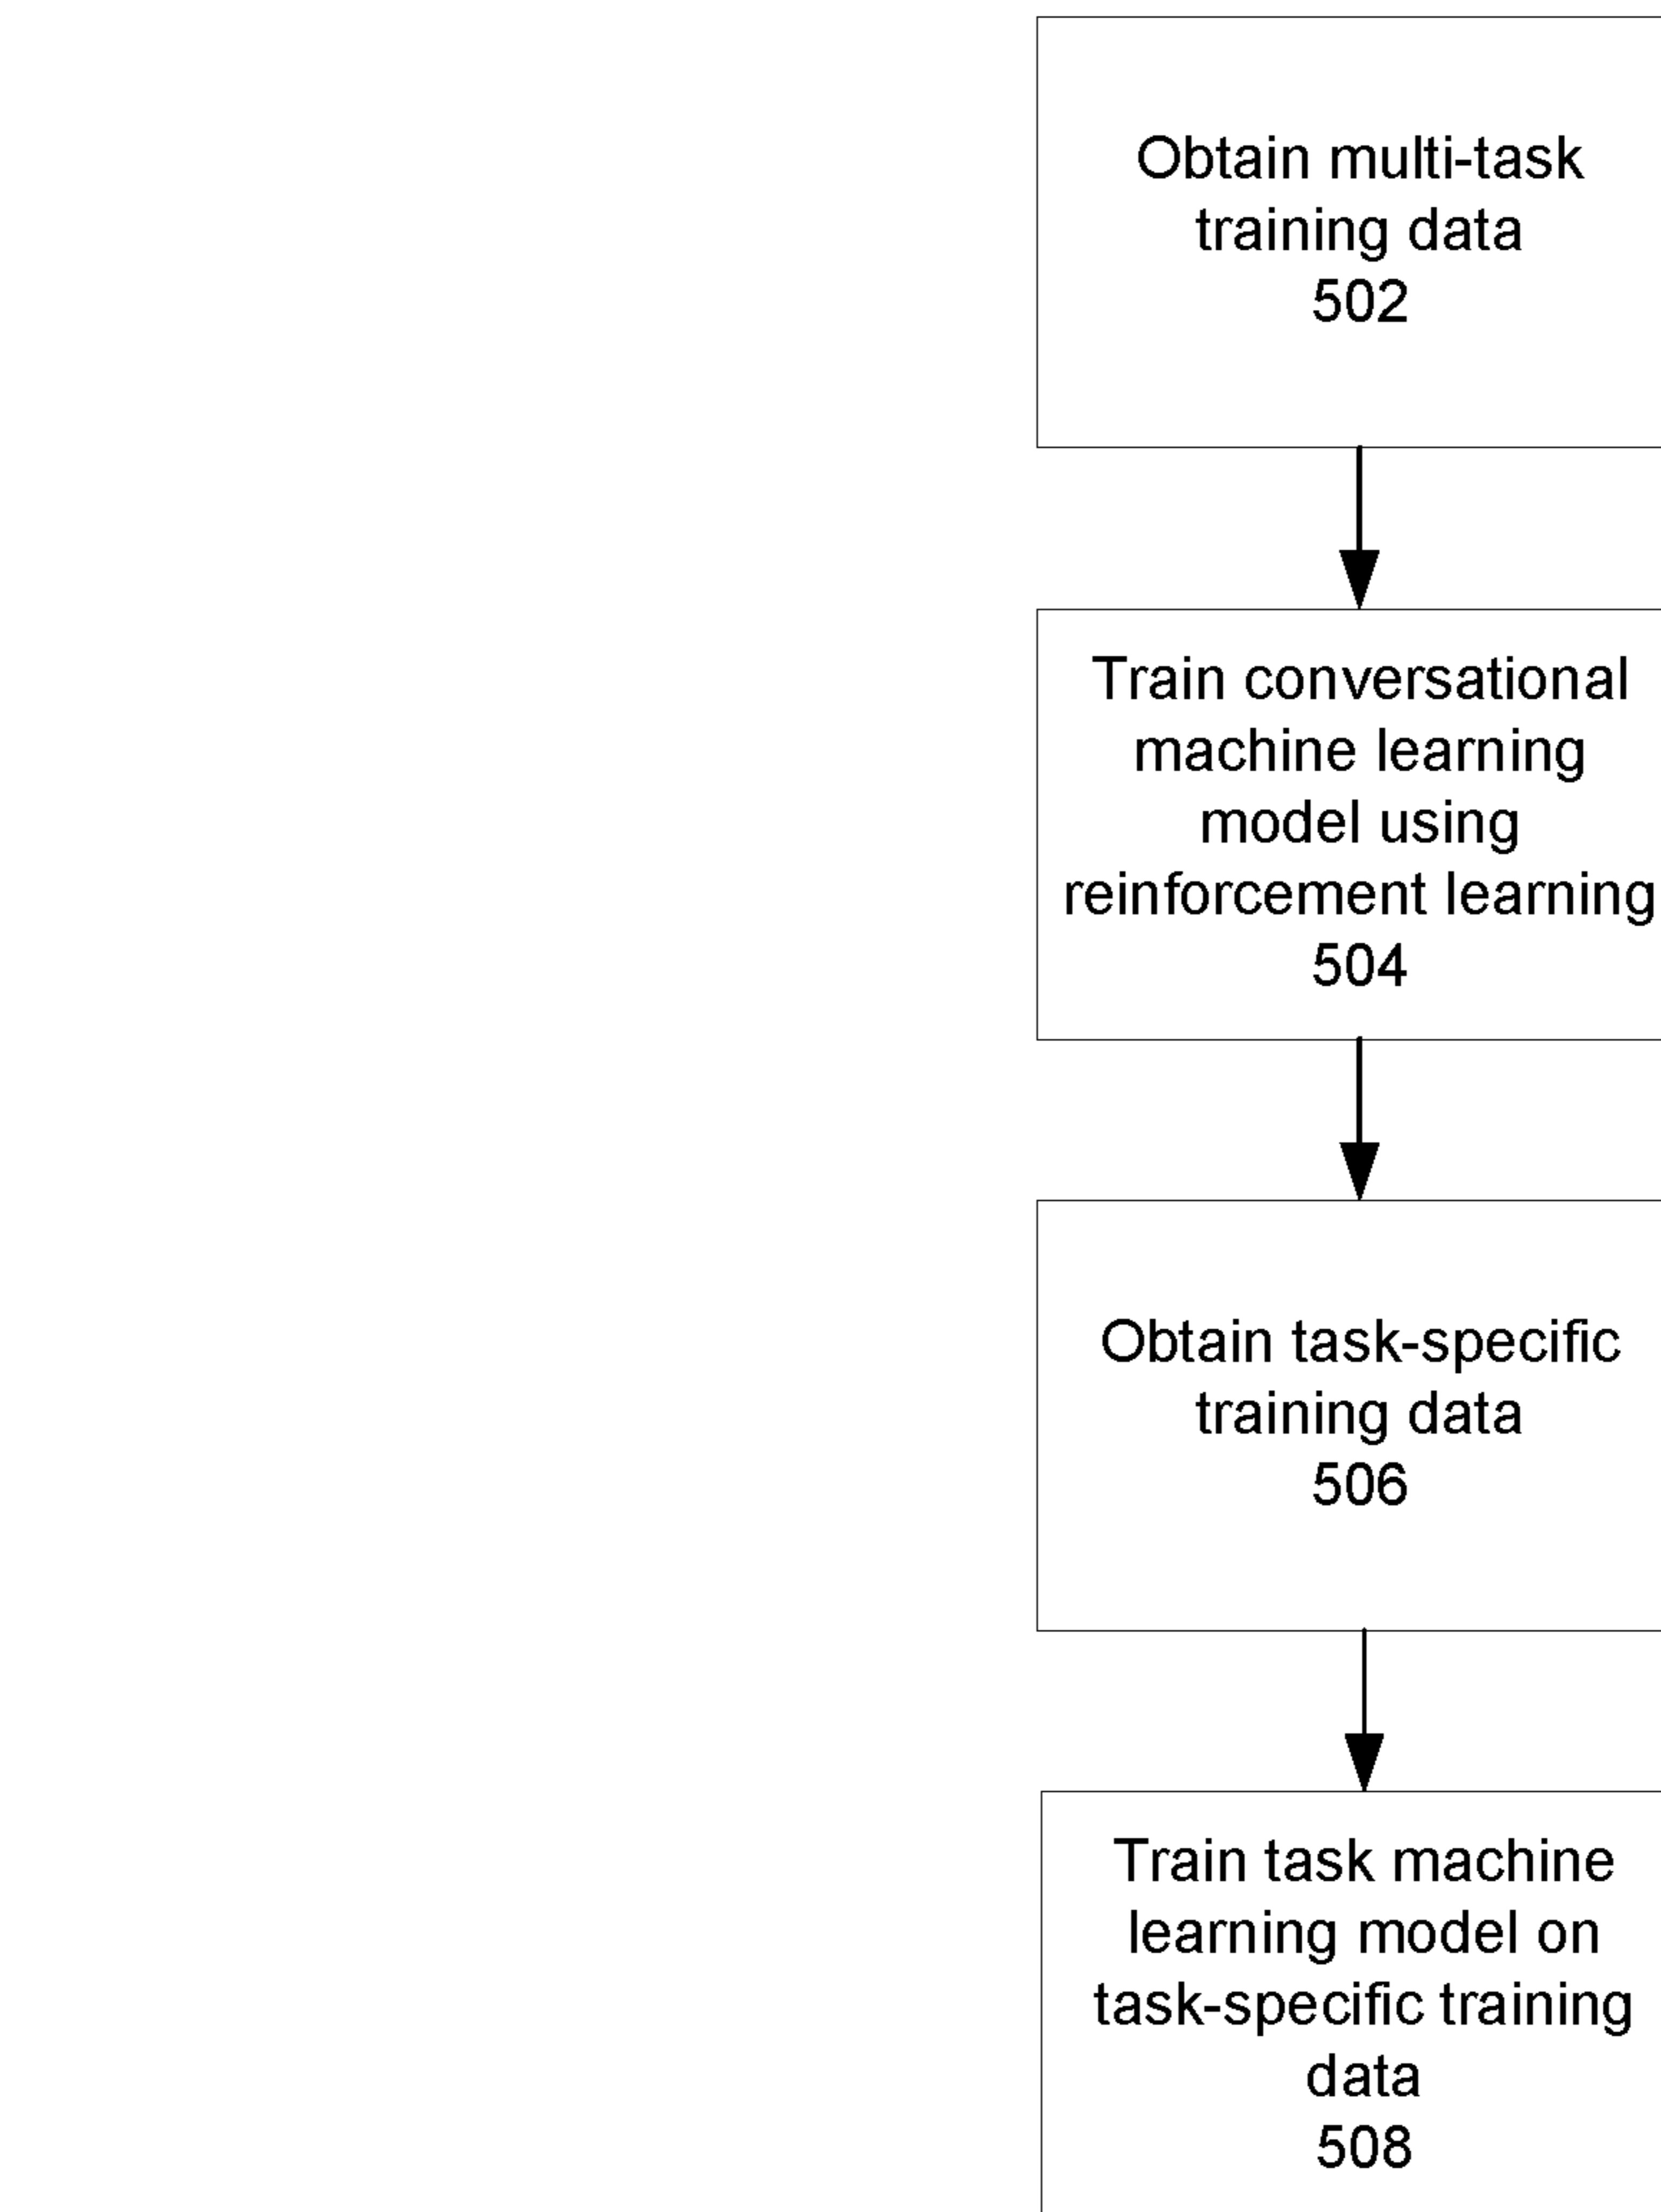 Obtain multi-task
training data
502
Train conversational
machine learning
model using
reinforcement learning
504
Obtain task-specific
training data
506
Train task machine
learning model on
task-specific training
data
508